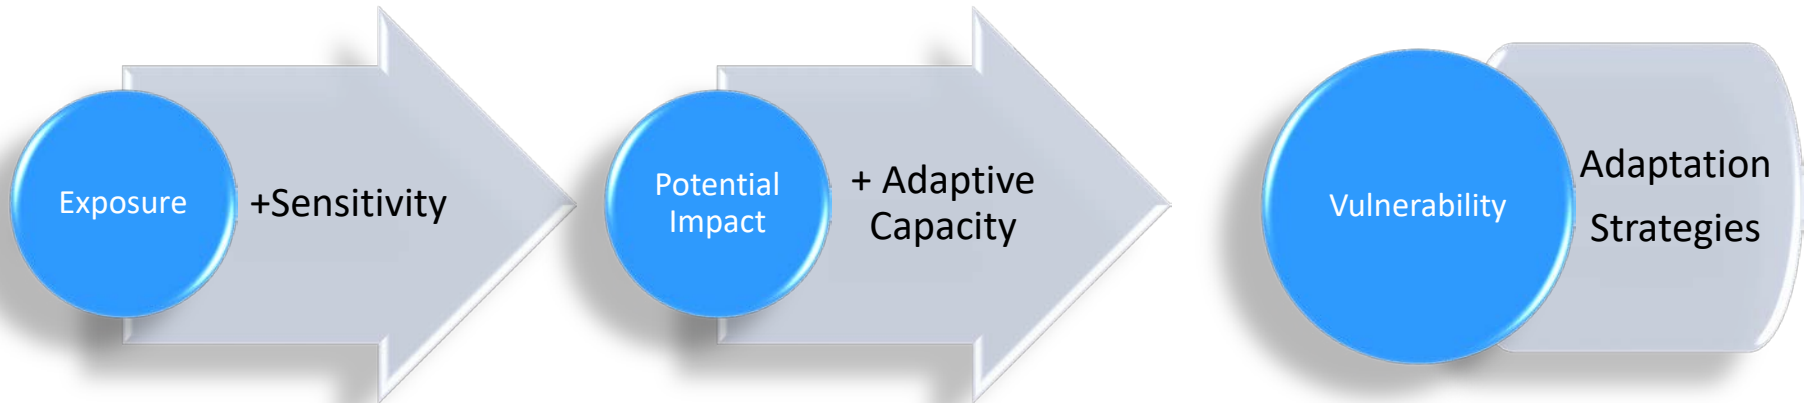 Exposure
+Sensitivity
Potential
Impact
+ Adaptive
Capacity
Vulnerability
Adaptation
Strategies